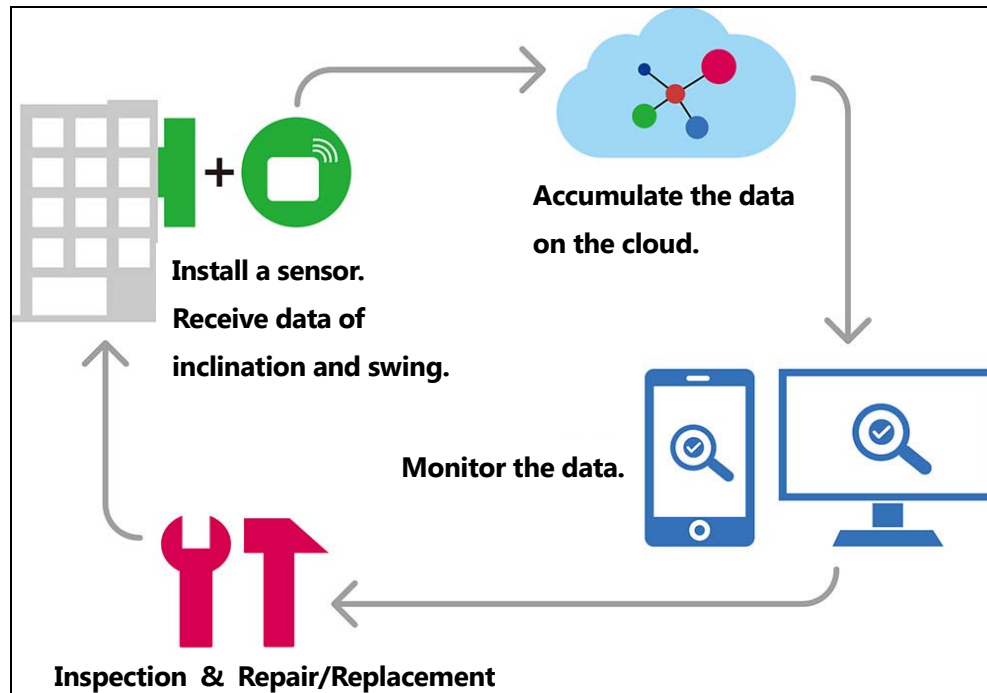 Install a sensor.
Receive data of
inclination and swing.
Accumulate the data
on the cloud.
Monitor the data.
Inspection & Repair/Replacement